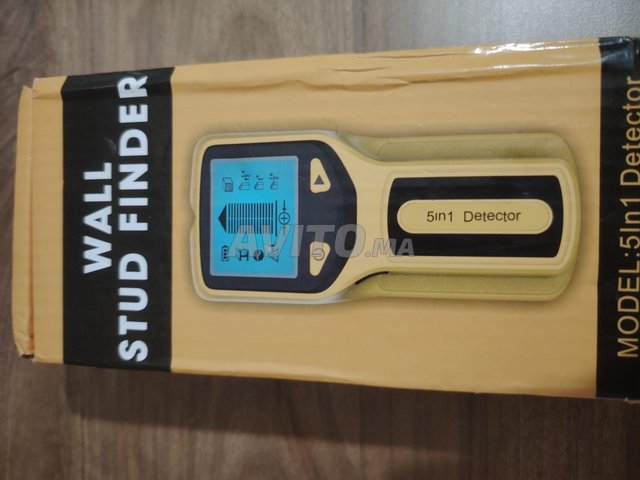 WALL
STUD FINDER
5in1 Detector
MODEL:5In1 Detector
AVITO.MA